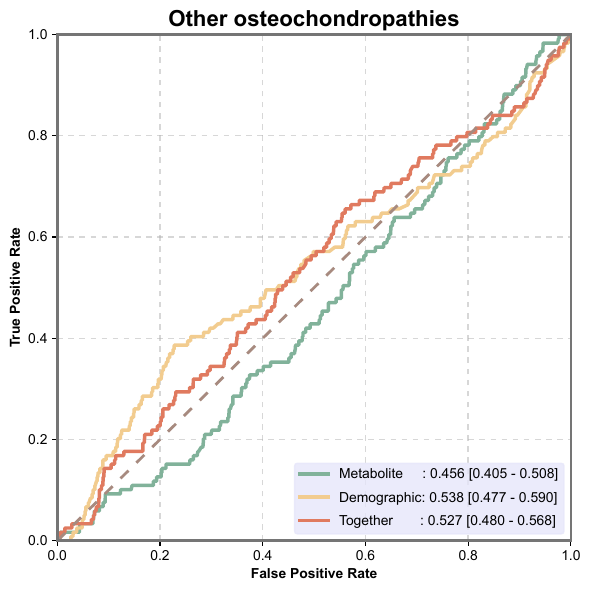 Other osteochondropathies
1.0
0.8
0.6
0.4
0.2
0.0
True Positive Rate
Metabolite : 0.456 [0.405 - 0.508]
Demographic: 0.538 [0.477 - 0.590]
Together : 0.527 [0.480 - 0.568]
0.0 0.2 0.4 0.6 0.8 1.0
False Positive Rate